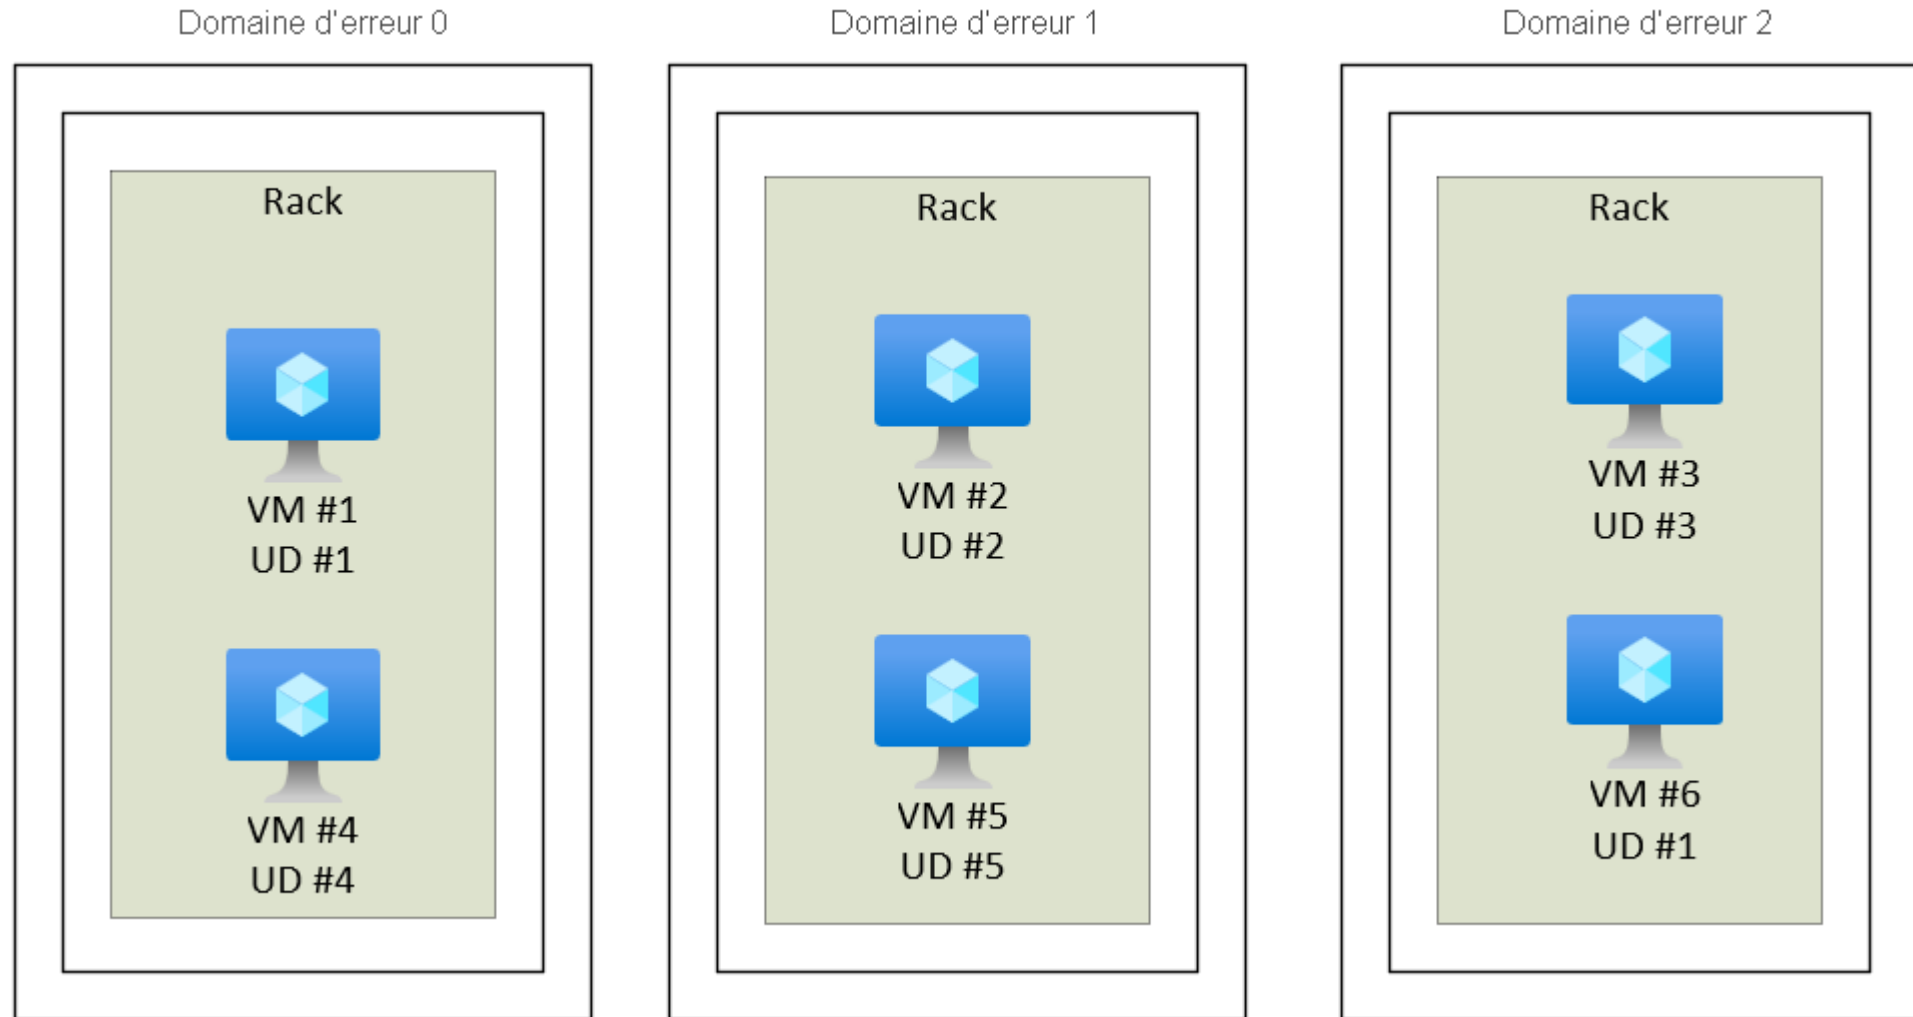 Domaine d'erreur 0
Domaine d'erreur 1
Domaine d'erreur 2
Rack
VM #1
UD #1
VM #4
UD #4
Rack
VM #2
UD #2
VM #5
UD #5
Rack
VM #3
UD #3
VM #6
UD #1